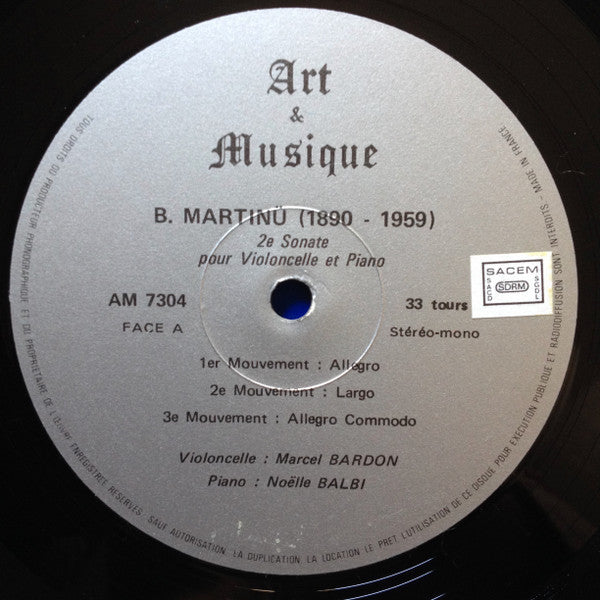 Art
&
Musique
B. MARTINÜ (1890 - 1959)
2e Sonate
pour Violoncelle et Piano
AM 7304
33 tours
FACE A
Stéréo-mono
SACEM
SACD
SDRM
SGDL
1er Mouvement : Allegro
2e Mouvement : Largo
3e Mouvement : Allegro Commodo
Violoncelle : Marcel BARDON
Piano : Noëlle BALBI
TOUS DROITS DU PRODUCTEUR PHONOGRAPHIQUE ET DU PROPRIETAIRE DE L'Œuvre ENREGISTREE RESERVES. SAUF AUTORISATION, LA DUPLICATION, LA LOCATION LE PRET L'UTILISATION DE CE DISQUE POUR EXECUTION PUBLIQUE ET RADIODIFFUSION SONT INTERDITS - MADE IN FRANCE